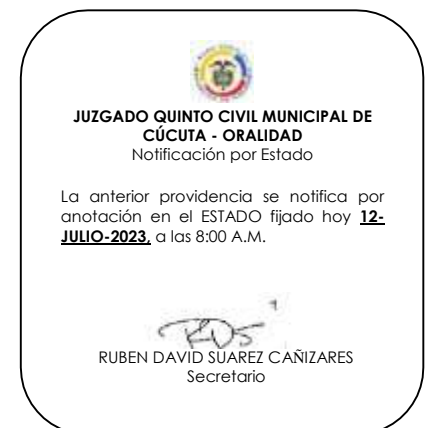 JUZGADO QUINTO CIVIL MUNICIPAL DE
CÚCUTA - ORALIDAD
Notificación por Estado
La anterior providencia se notifica por
anotación en el ESTADO fijado hoy 12-
JULIO-2023, a las 8:00 A.M.
RDS
RUBEN DAVID SUAREZ CAÑIZARES
Secretario